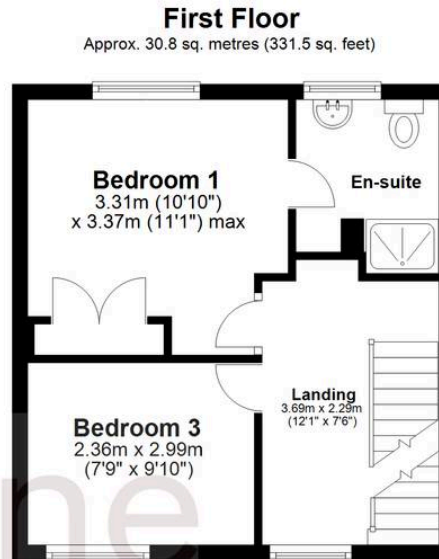 First Floor
Approx. 30.8 sq. metres (331.5 sq. feet)
Bedroom 1
3.31m (10'10")
x 3.37m (11'1") max
En-suite
Landing
3.69m x 2.29m
(12'1" x 7'6")
Bedroom 3
2.36m x 2.99m
(7'9" x 9'10")
ne